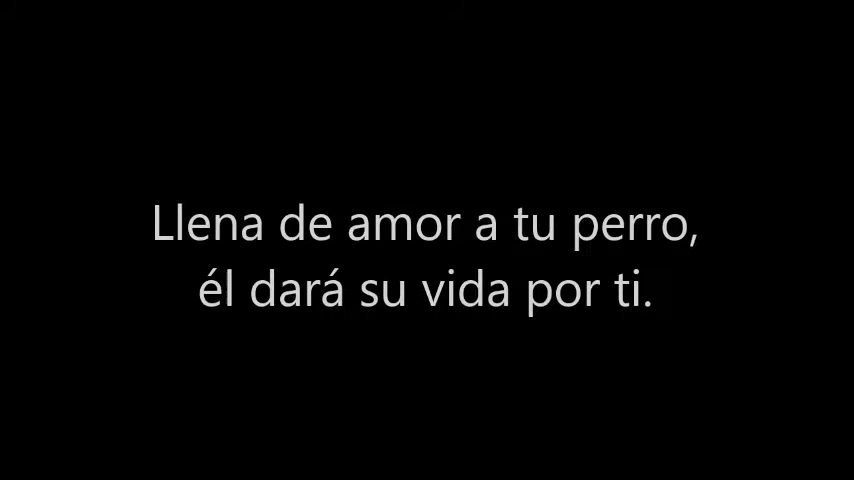 Llena de amor a tu perro,
él dará su vida por ti.